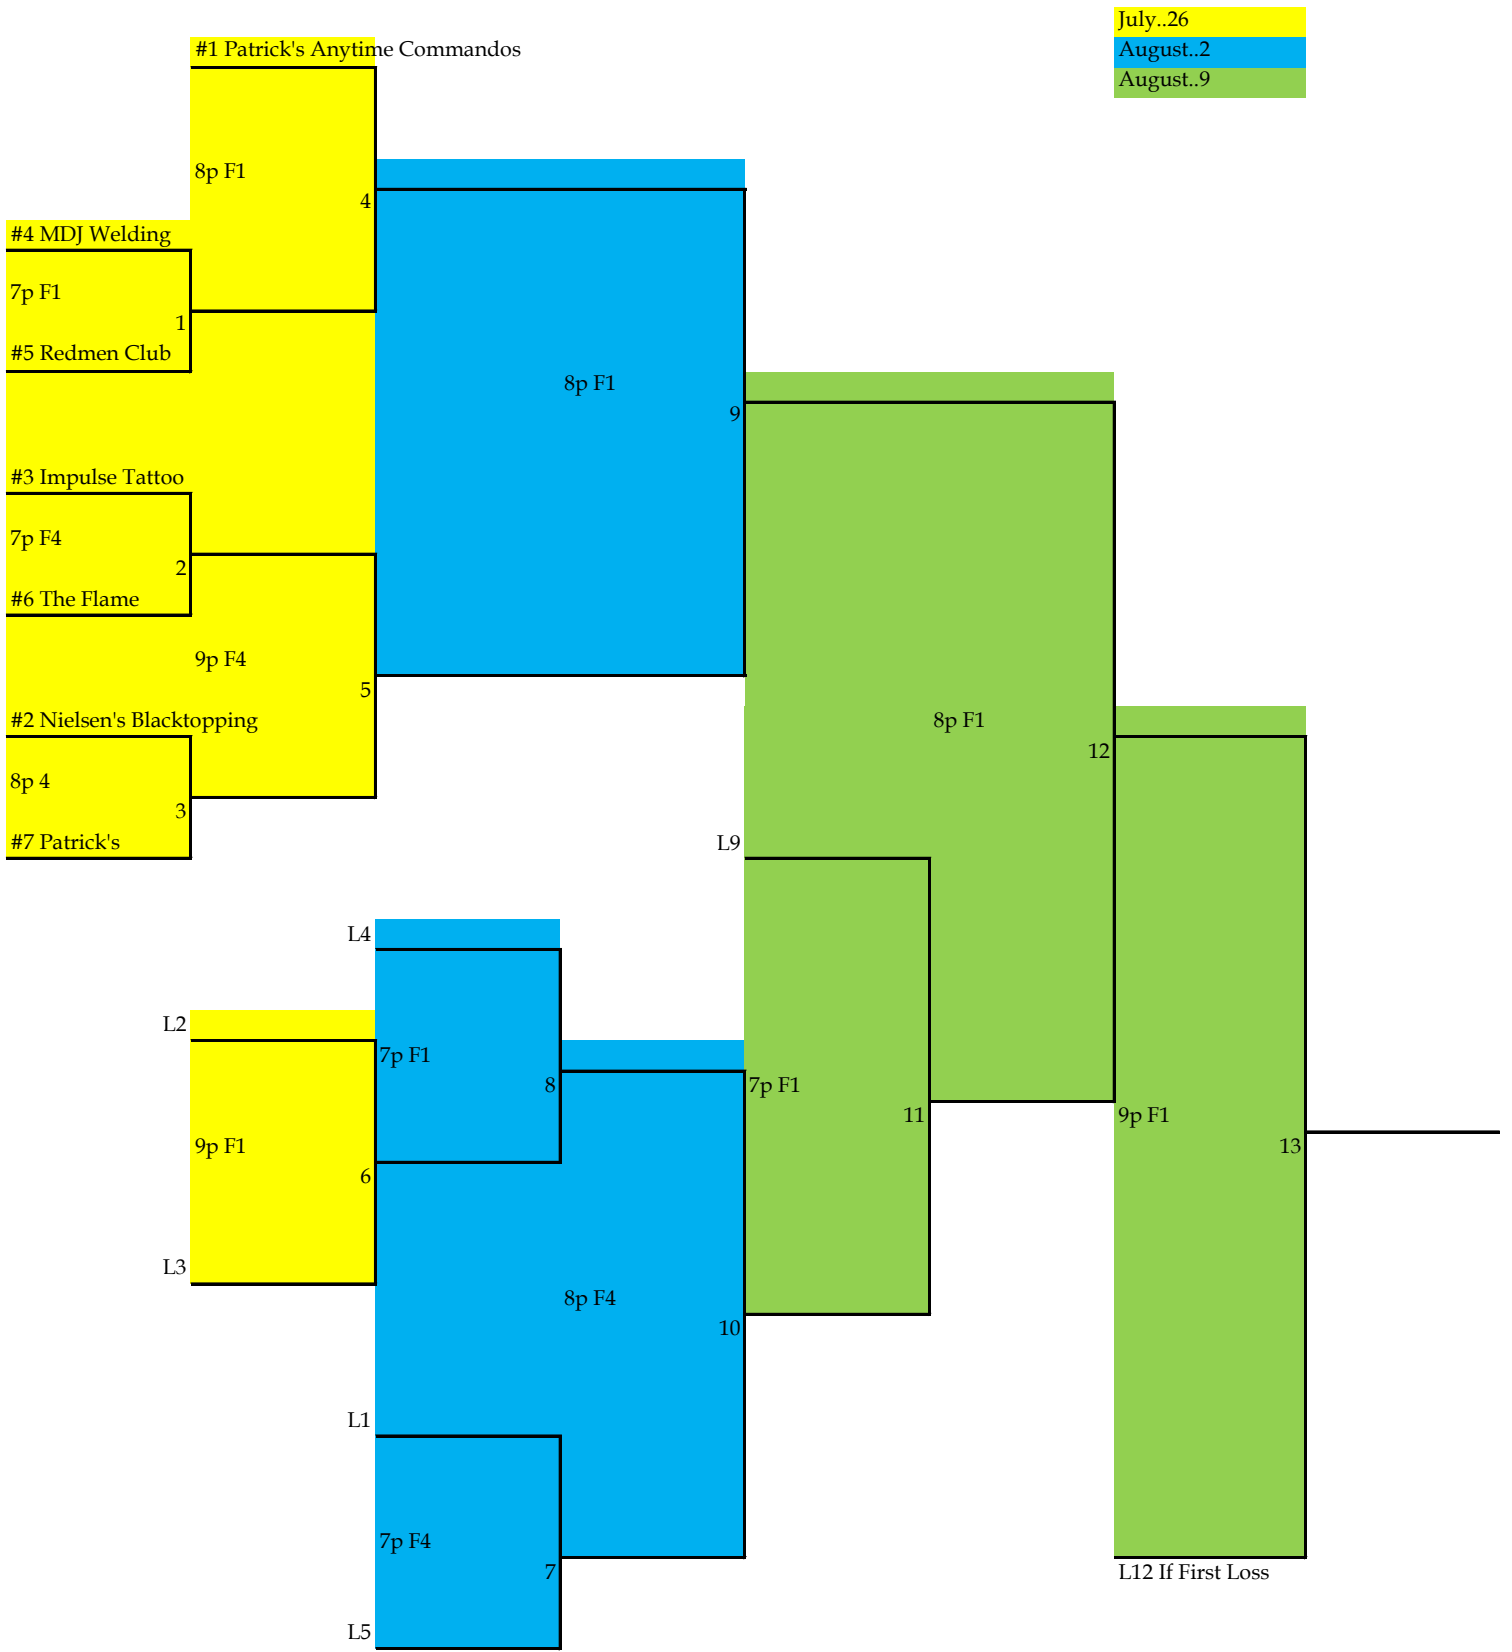 July..26
#1 Patrick's Anytime Commandos
August..2
August..9
8p F1
4
#4 MDJ Welding
7p F1
1
#5 Redmen Club
8p F1
9
#3 Impulse Tattoo
7p F4
2
#6 The Flame
9p F4
5
#2 Nielsen's Blacktopping
8p F1
12
8p 4
3
#7 Patrick's
L9
L4
L2
7p F1
8
7p F1
11
9p F1
13
9p F1
6
L3
8p F4
10
L1
7p F4
7
L12 If First Loss
L5